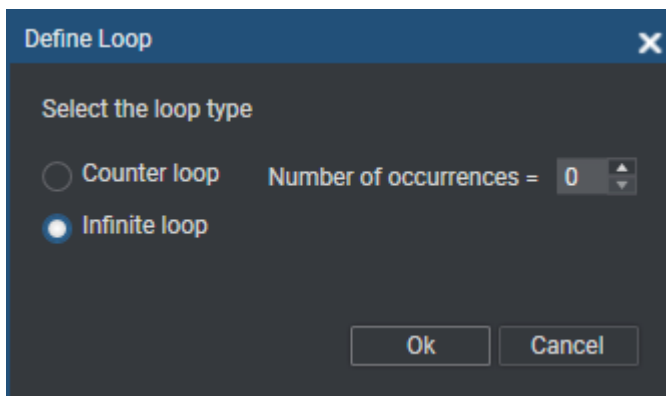 Define Loop
Select the loop type
Counter loop Number of occurrences = 0
Infinite loop
Ok Cancel